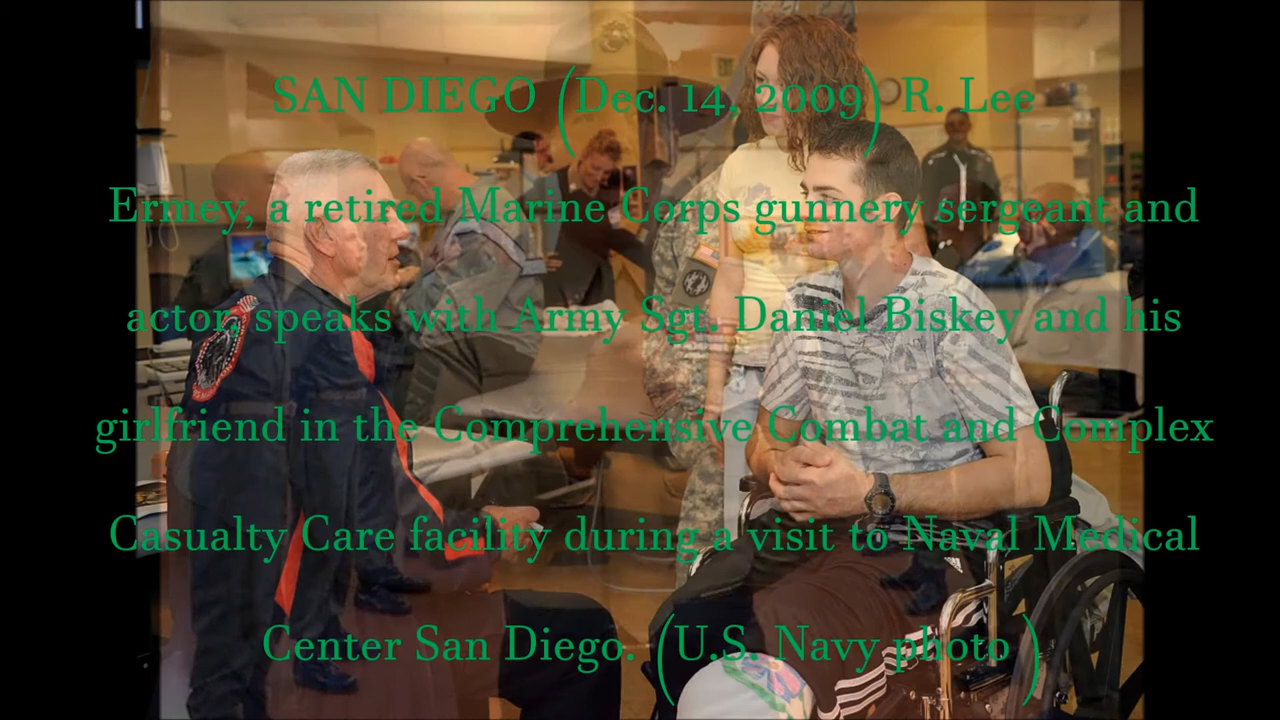 SAN DIEGO (Dec. 14, 2009) R. Lee
Ermey, a retired Marine Corps gunnery sergeant and
actor, speaks with Army Sgt. Daniel Biskey and his
girlfriend in the Comprehensive Combat and Complex
Casualty Care facility during a visit to Naval Medical
Center San Diego. (U.S. Navy photo )